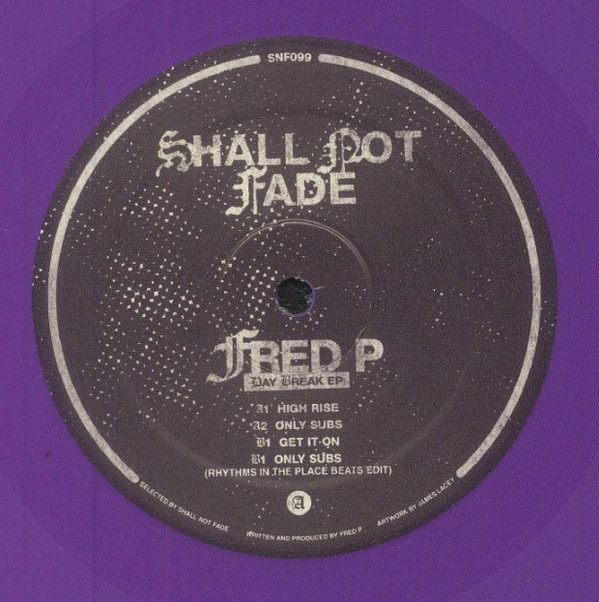 SNF099
SHALL NOT
FADE
FRED P
DAY BREAK EP
A1 HIGH RISE
A2 ONLY SUBS
B1 GET IT ON
B1 ONLY SUBS
(RHYTHMS IN THE PLACE BEATS EDIT)
A
SELECTED BY SHALL NOT FADE
WRITTEN AND PRODUCED BY FRED P
ARTWORK BY JAMES LACEY